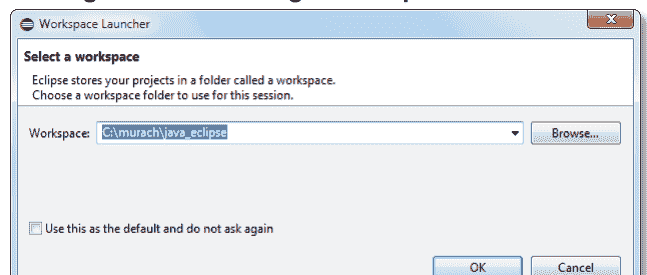 Workspace Launcher
Select a workspace
Eclipse stores your projects in a folder called a workspace.
Choose a workspace folder to use for this session.
Workspace: C:\murach\java_eclipse Browse...
Use this as the default and do not ask again
OK Cancel